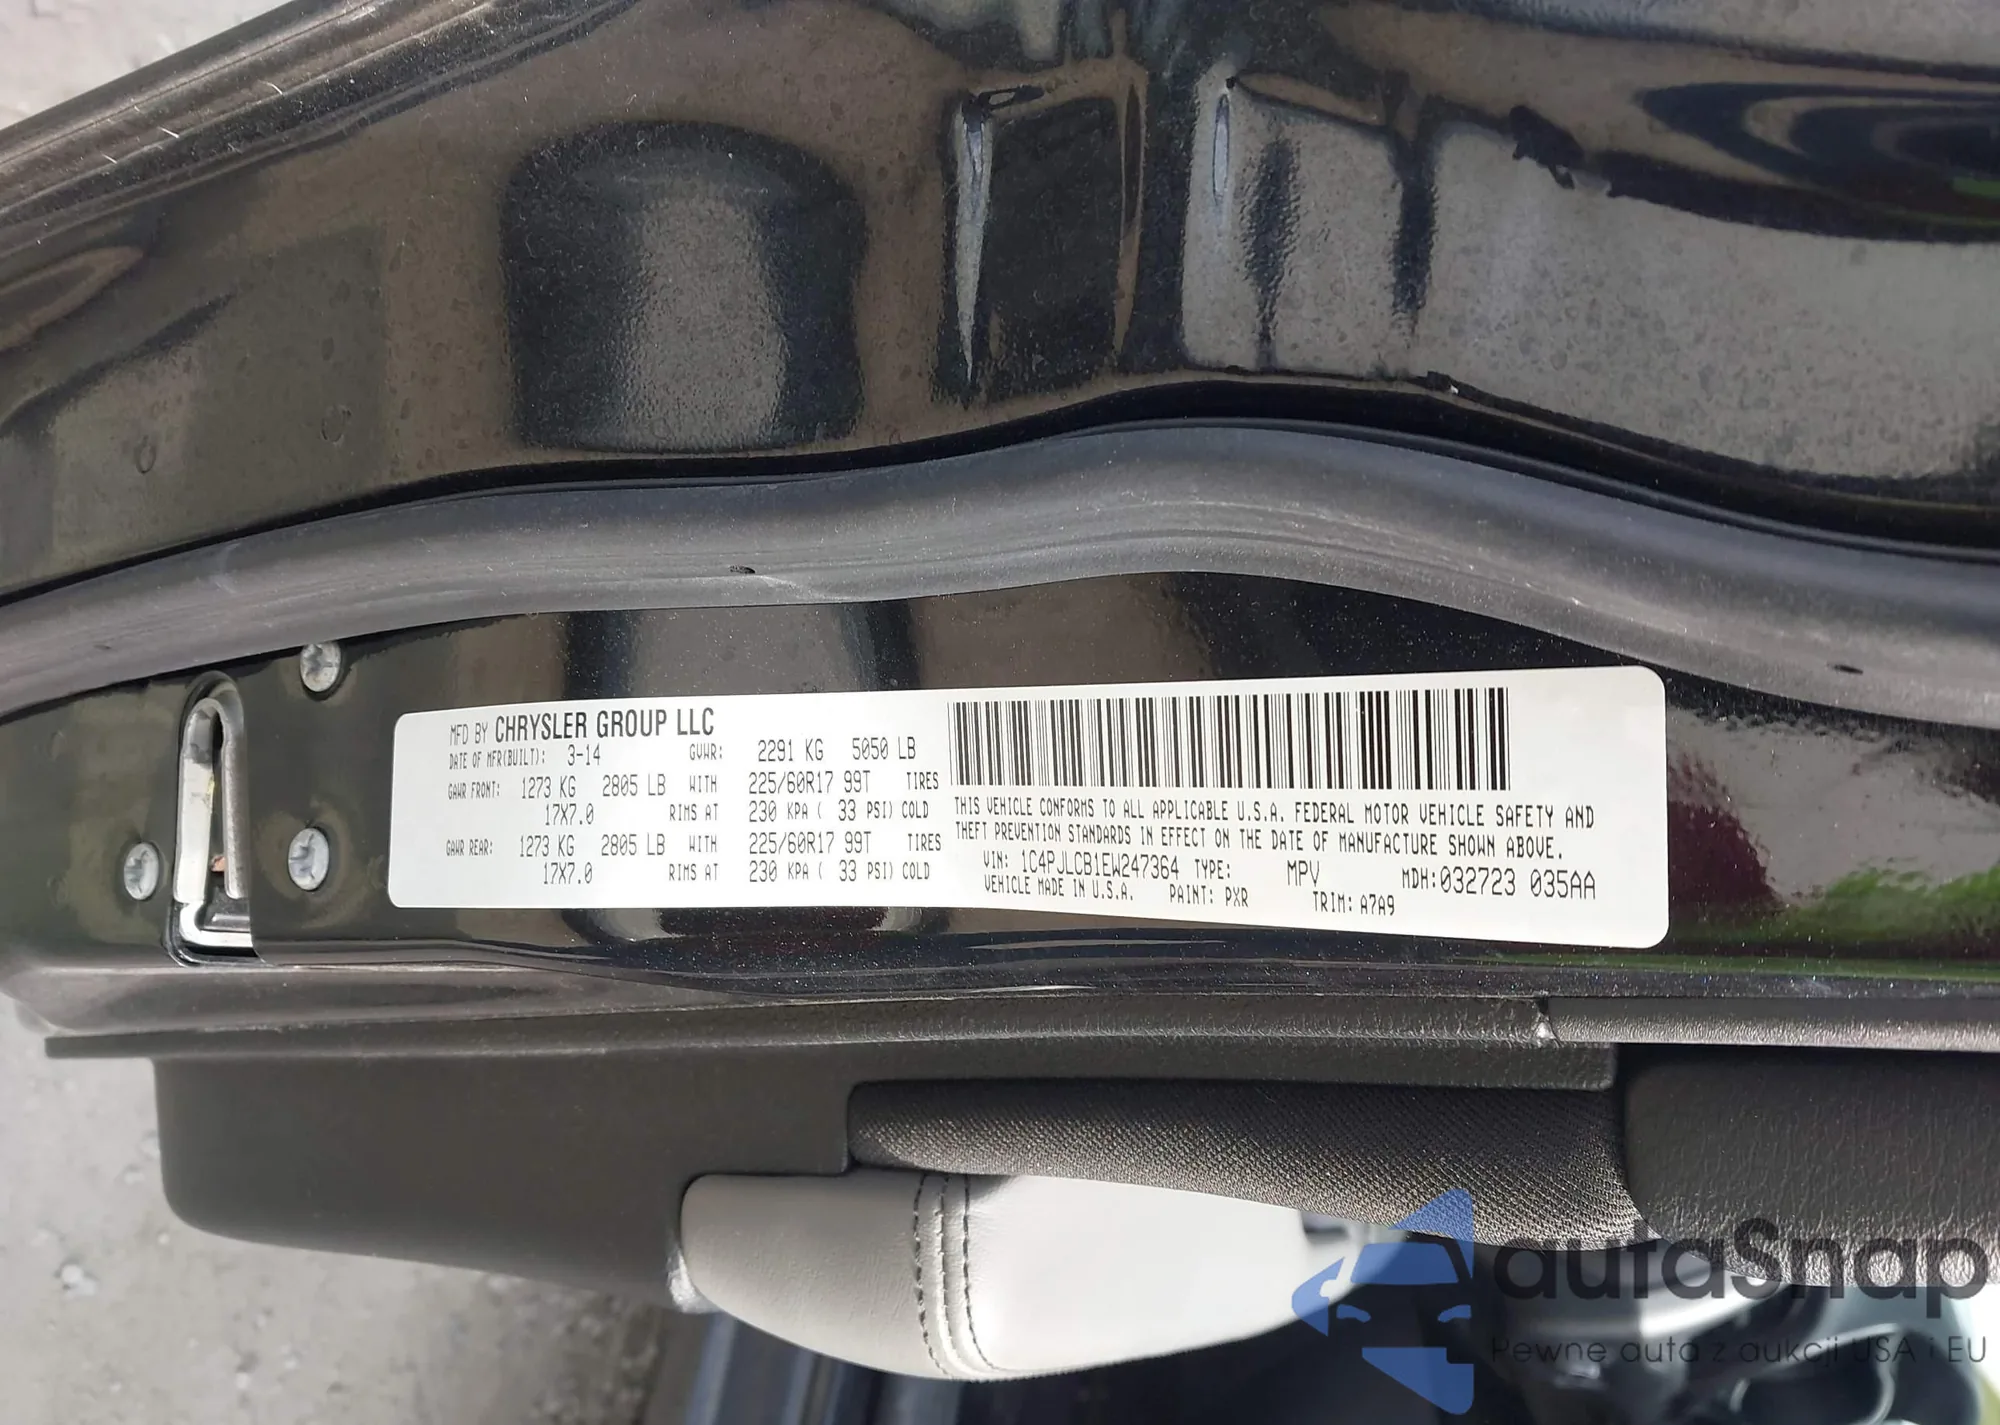 MFD BY CHRYSLER GROUP LLC
DATE OF MFR(BUILT): 3-14 GVWR: 2291 KG 5050 LB
GAWR FRONT: 1273 KG 2805 LB WITH 225/60R17 99T TIRES
17X7.0 RIMS AT 230 KPA ( 33 PSI) COLD
GAWR REAR: 1273 KG 2805 LB WITH 225/60R17 99T TIRES
17X7.0 RIMS AT 230 KPA ( 33 PSI) COLD
THIS VEHICLE CONFORMS TO ALL APPLICABLE U.S.A. FEDERAL MOTOR VEHICLE SAFETY AND
THEFT PREVENTION STANDARDS IN EFFECT ON THE DATE OF MANUFACTURE SHOWN ABOVE.
VIN: 1C4PJLCB1EW247364 TYPE: MPV MDH:032723 035AA
VEHICLE MADE IN U.S.A. PAINT: PXR TRIM: A7A9
autaSnap
Pewne auta z aukcji USA i EU